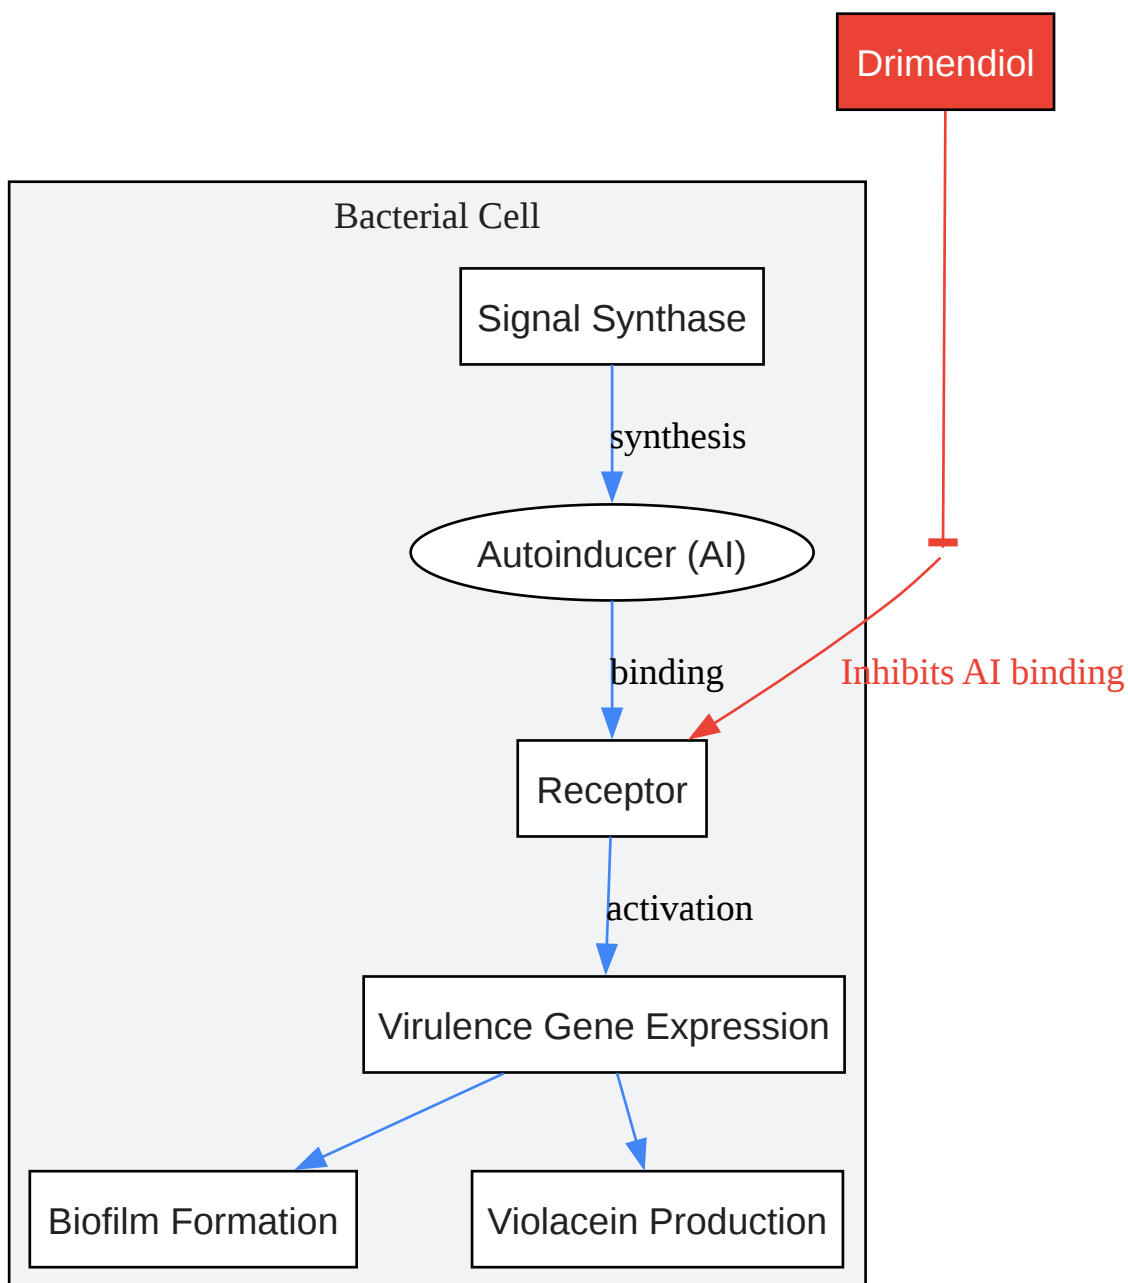 Drimendiol
Bacterial Cell
Signal Synthase
synthesis
Autoinducer (AI)
binding
Inhibits AI binding
Receptor
activation
Virulence Gene Expression
Biofilm Formation
Violacein Production